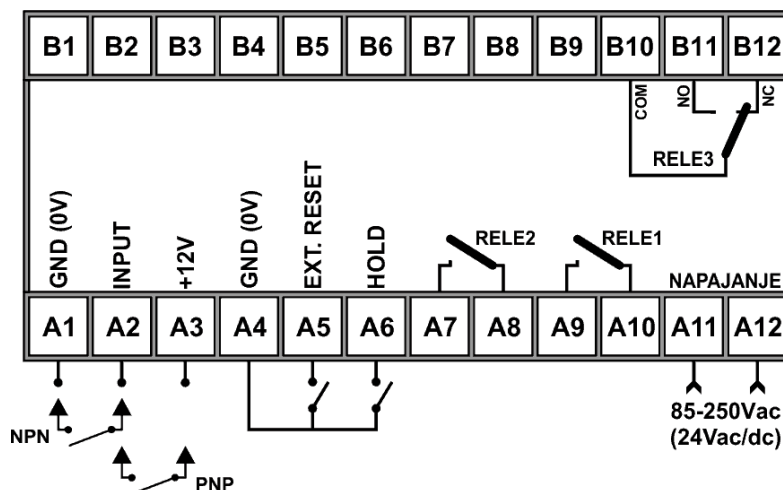 B1 B2 B3 B4 B5 B6 B7 B8 B9 B10 B11 B12
COM
NO
NC
RELE3
GND (0V)
INPUT
+12V
GND (0V)
EXT. RESET
HOLD
RELE2
RELE1
NAPAJANJE
A1 A2 A3 A4 A5 A6 A7 A8 A9 A10 A11 A12
85-250Vac
(24Vac/dc)
NPN
PNP